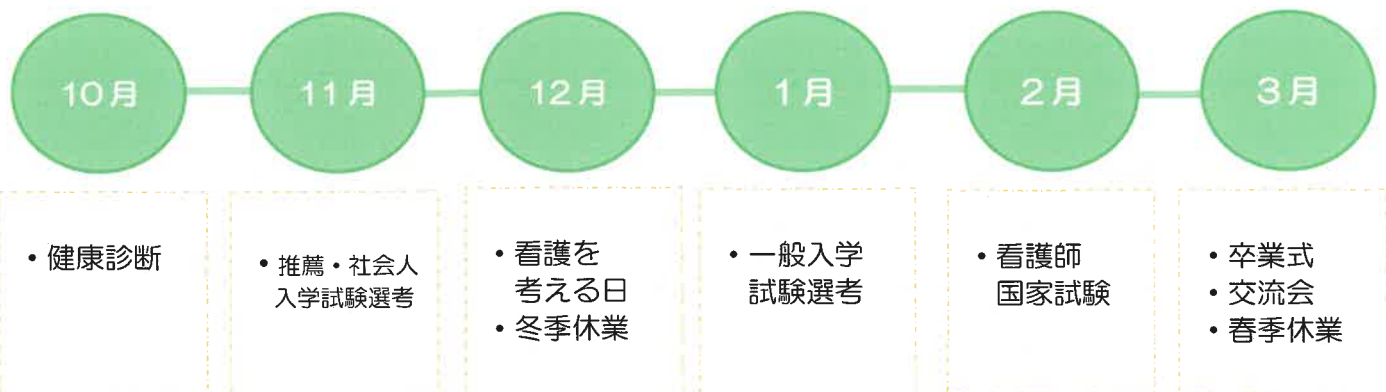 10月
11月
12月
1月
2月
3月
・健康診断
・推薦・社会人
入学試験選考
・看護を
考える日
・冬季休業
・一般入学
試験選考
・看護師
国家試験
・卒業式
・交流会
・春季休業